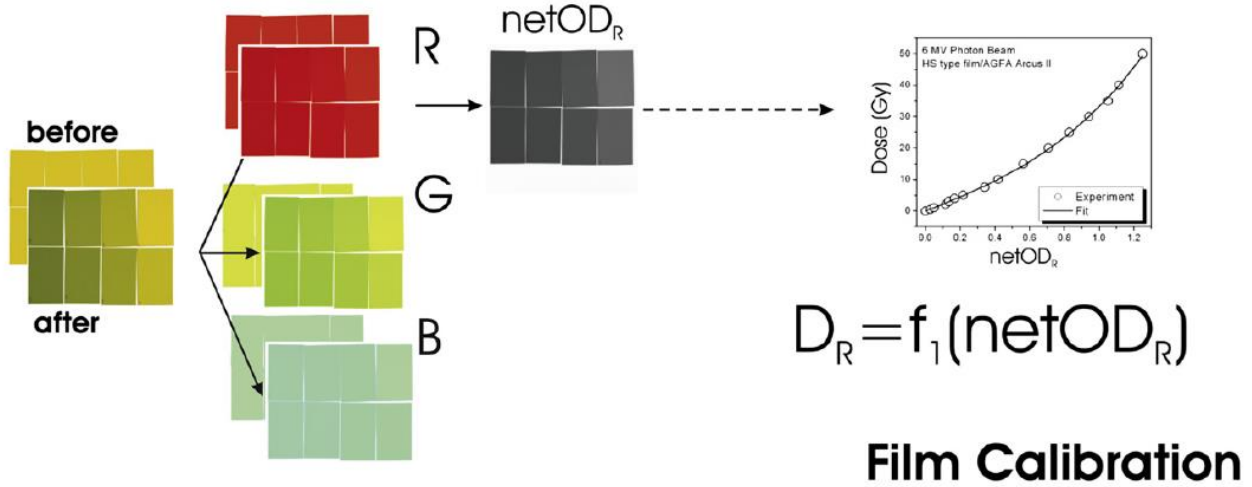 before
after
R
G
B
netOD_R
6 MV Photon Beam
HS type film/AGFA Arcus II
Dose (Gy)
50
40
30
20
10
0
Experiment
Fit
0.0 0.2 0.4 0.6 0.8 1.0 1.2
netOD_R
D_R=f_1(netOD_R)
Film Calibration